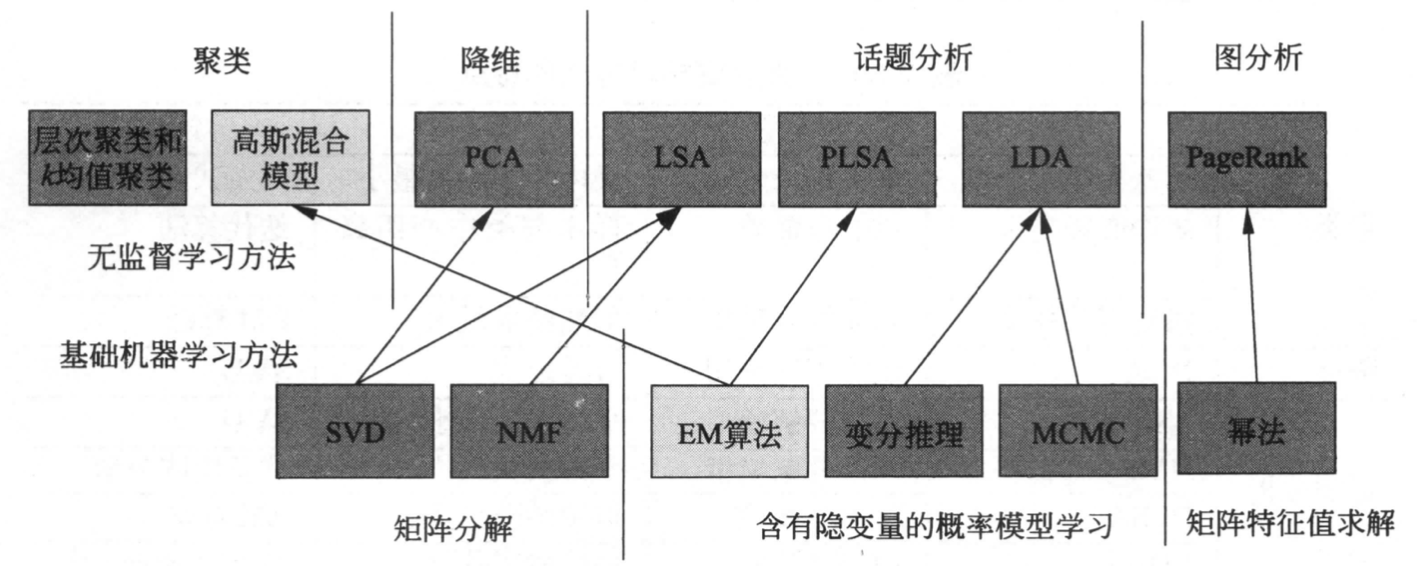 聚类
降维
话题分析
图分析
层次聚类和
k均值聚类
高斯混合
模型
PCA
LSA
PLSA
LDA
PageRank
无监督学习方法
基础机器学习方法
SVD
NMF
EM算法
变分推理
MCMC
幂法
矩阵分解
含有隐变量的概率模型学习
矩阵特征值求解